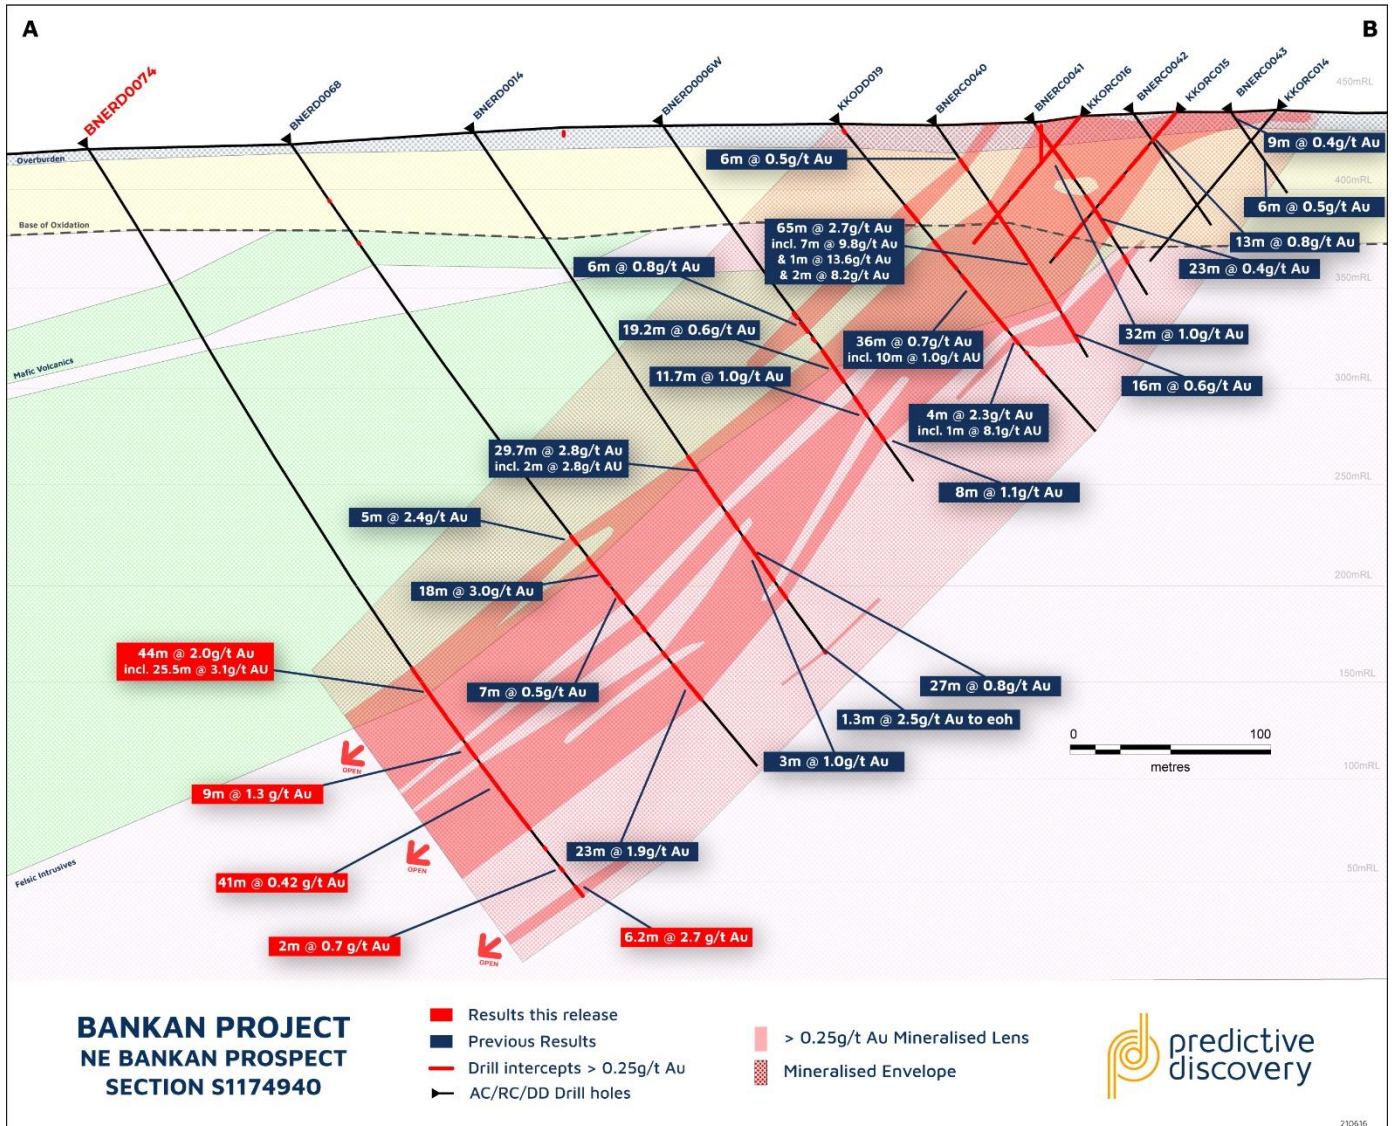 A
B
BNERD0074
BNERD0068
BNERD0014
BNERD0006W
KKODD019
BNERC0040
BNERC0041
KKORC016
BNERC0042
KKORC015
BNERC0043
KKORC014
450mRL
Overburden
6m @ 0.5g/t Au
9m @ 0.4g/t Au
400mRL
6m @ 0.5g/t Au
Base of Oxidation
65m @ 2.7g/t Au
incl. 7m @ 9.8g/t Au
& 1m @ 13.6g/t Au
& 2m @ 8.2g/t Au
13m @ 0.8g/t Au
23m @ 0.4g/t Au
6m @ 0.8g/t Au
350mRL
19.2m @ 0.6g/t Au
36m @ 0.7g/t Au
incl. 10m @ 1.0g/t AU
32m @ 1.0g/t Au
Mafic Volcanics
11.7m @ 1.0g/t Au
300mRL
16m @ 0.6g/t Au
4m @ 2.3g/t Au
incl. 1m @ 8.1g/t AU
29.7m @ 2.8g/t Au
incl. 2m @ 2.8g/t AU
250mRL
8m @ 1.1g/t Au
5m @ 2.4g/t Au
200mRL
18m @ 3.0g/t Au
44m @ 2.0g/t Au
incl. 25.5m @ 3.1g/t AU
150mRL
7m @ 0.5g/t Au
27m @ 0.8g/t Au
1.3m @ 2.5g/t Au to eoh
0 100
metres
OPEN
3m @ 1.0g/t Au
100mRL
9m @ 1.3 g/t Au
23m @ 1.9g/t Au
OPEN
50mRL
Felsic Intrusives
41m @ 0.42 g/t Au
2m @ 0.7 g/t Au
6.2m @ 2.7 g/t Au
OPEN
BANKAN PROJECT
NE BANKAN PROSPECT
SECTION S1174940
Results this release
Previous Results
Drill intercepts > 0.25g/t Au
AC/RC/DD Drill holes
> 0.25g/t Au Mineralised Lens
Mineralised Envelope
predictive
discovery
210616